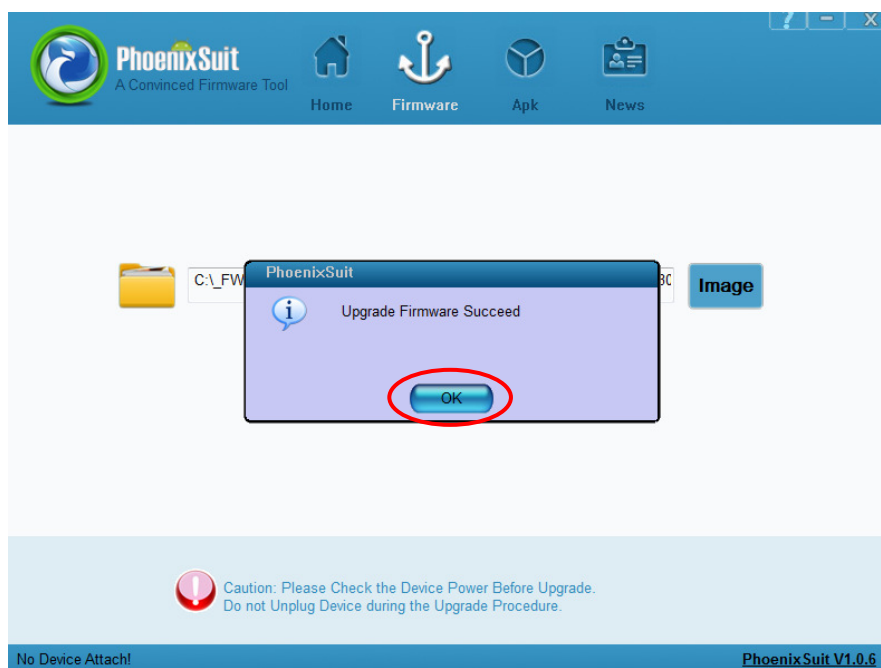 ? - X
PhoenixSuit
A Convinced Firmware Tool
Home Firmware Apk News
C:\_FW
Image
PhoenixSuit
i
Upgrade Firmware Succeed
OK
Caution: Please Check the Device Power Before Upgrade.
Do not Unplug Device during the Upgrade Procedure.
No Device Attach!
PhoenixSuit V1.0.6